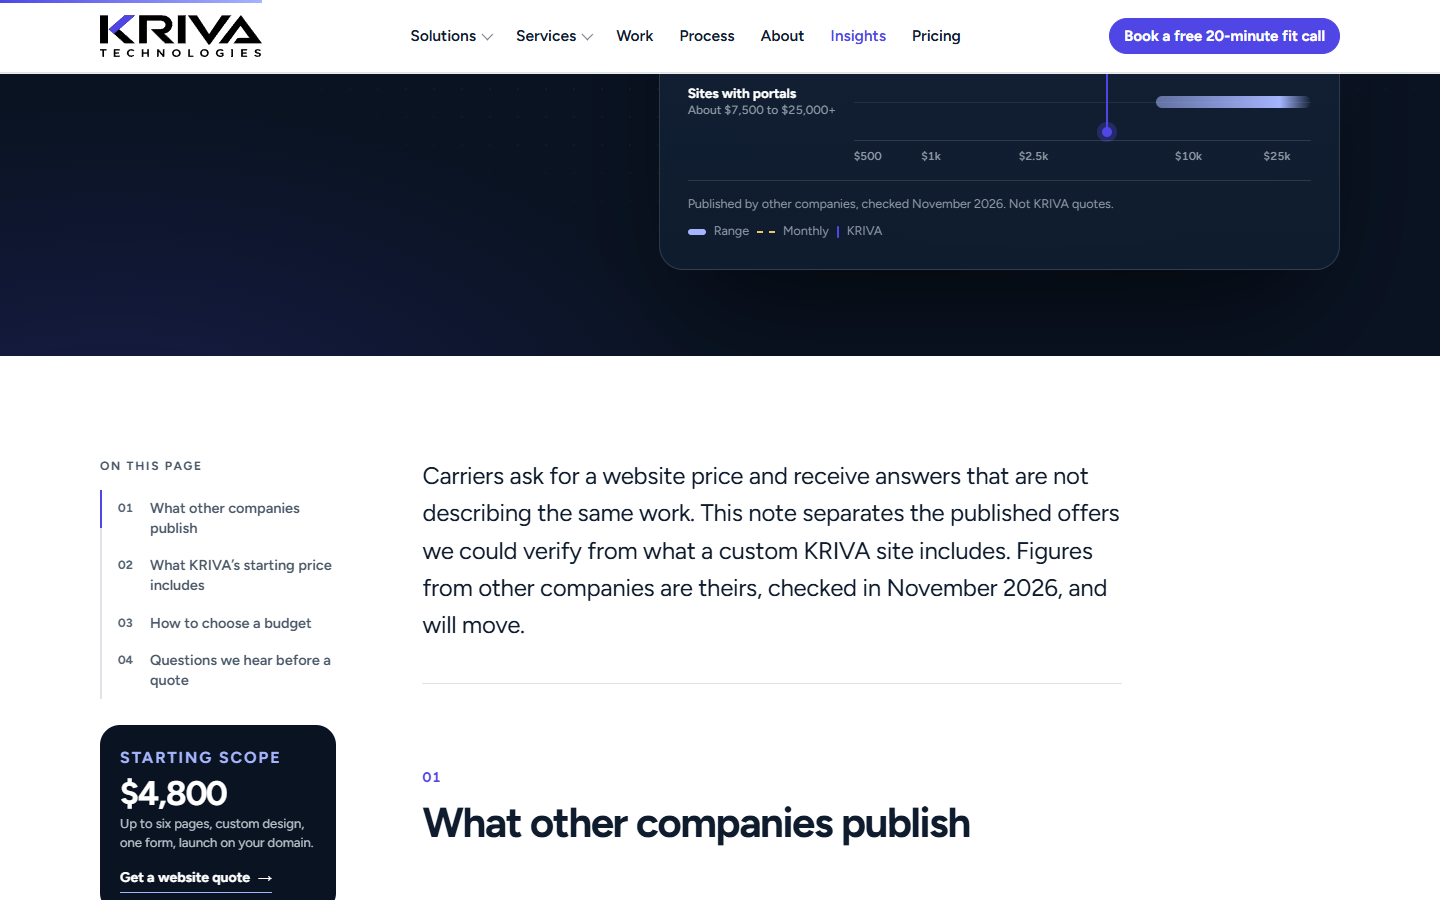 KRIVA
TECHNOLOGIES
Solutions
Services
Work
Process
About
Insights
Pricing
Book a free 20-minute fit call
Sites with portals
About $7,500 to $25,000+
$500 $1k $2.5k $10k $25k
Published by other companies, checked November 2026. Not KRIVA quotes.
Range Monthly KRIVA
ON THIS PAGE
01 What other companies
publish
02 What KRIVA’s starting price
includes
03 How to choose a budget
04 Questions we hear before a
quote
STARTING SCOPE
$4,800
Up to six pages, custom design,
one form, launch on your domain.
Get a website quote →
Carriers ask for a website price and receive answers that are not
describing the same work. This note separates the published offers
we could verify from what a custom KRIVA site includes. Figures
from other companies are theirs, checked in November 2026, and
will move.
01
What other companies publish